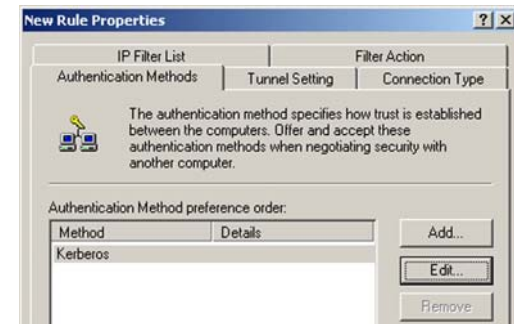 New Rule Properties
IP Filter List
Filter Action
Authentication Methods
Tunnel Setting
Connection Type
The authentication method specifies how trust is established
between the computers. Offer and accept these
authentication methods when negotiating security with
another computer.
Authentication Method preference order:
Method
Details
Add...
Kerberos
Edit...
Remove